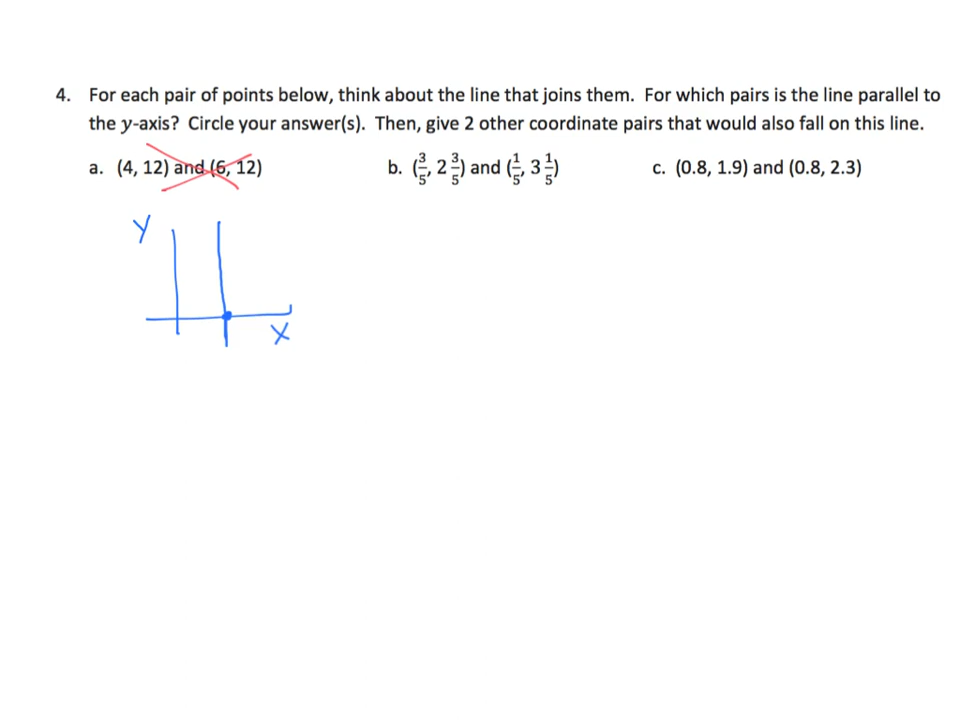 4. For each pair of points below, think about the line that joins them. For which pairs is the line parallel to
the y-axis? Circle your answer(s). Then, give 2 other coordinate pairs that would also fall on this line.
a. (4, 12) and (6, 12) b. (3/5, 2 3/5) and (1/5, 3 1/5) c. (0.8, 1.9) and (0.8, 2.3)
y
x